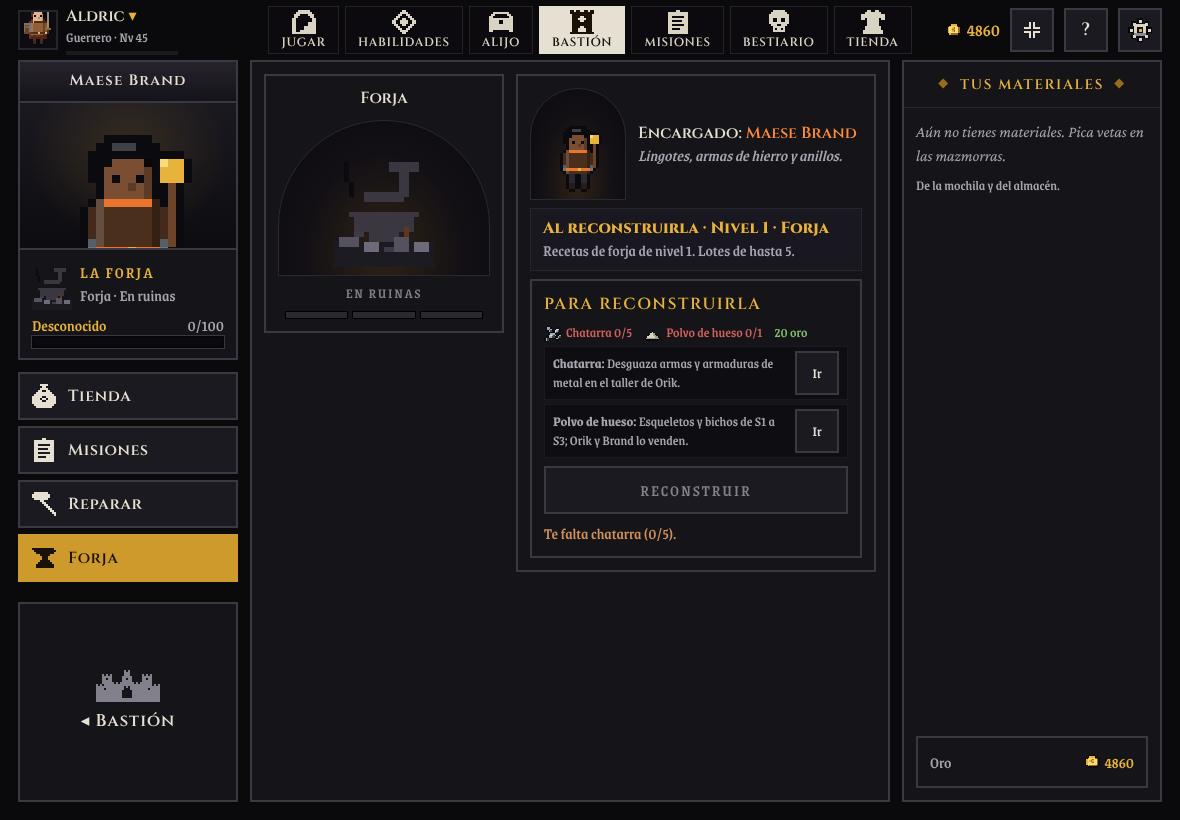 Aldric ▾
Guerrero · Nv 45
Jugar
Habilidades
Alijo
Bastión
Misiones
Bestiario
Tienda
4860
?
Maese Brand
La Forja
Forja · En ruinas
Desconocido 0/100
Tienda
Misiones
Reparar
Forja
◂ Bastión
Forja
EN RUINAS
Encargado: Maese Brand
Lingotes, armas de hierro y anillos.
Al reconstruirla · Nivel 1 · Forja
Recetas de forja de nivel 1. Lotes de hasta 5.
PARA RECONSTRUIRLA
Chatarra 0/5 Polvo de hueso 0/1 20 oro
Chatarra: Desguaza armas y armaduras de
metal en el taller de Orik.
Ir
Polvo de hueso: Esqueletos y bichos de S1 a
S3; Orik y Brand lo venden.
Ir
RECONSTRUIR
Te falta chatarra (0/5).
◆ TUS MATERIALES ◆
Aún no tienes materiales. Pica vetas en
las mazmorras.
De la mochila y del almacén.
Oro 4860